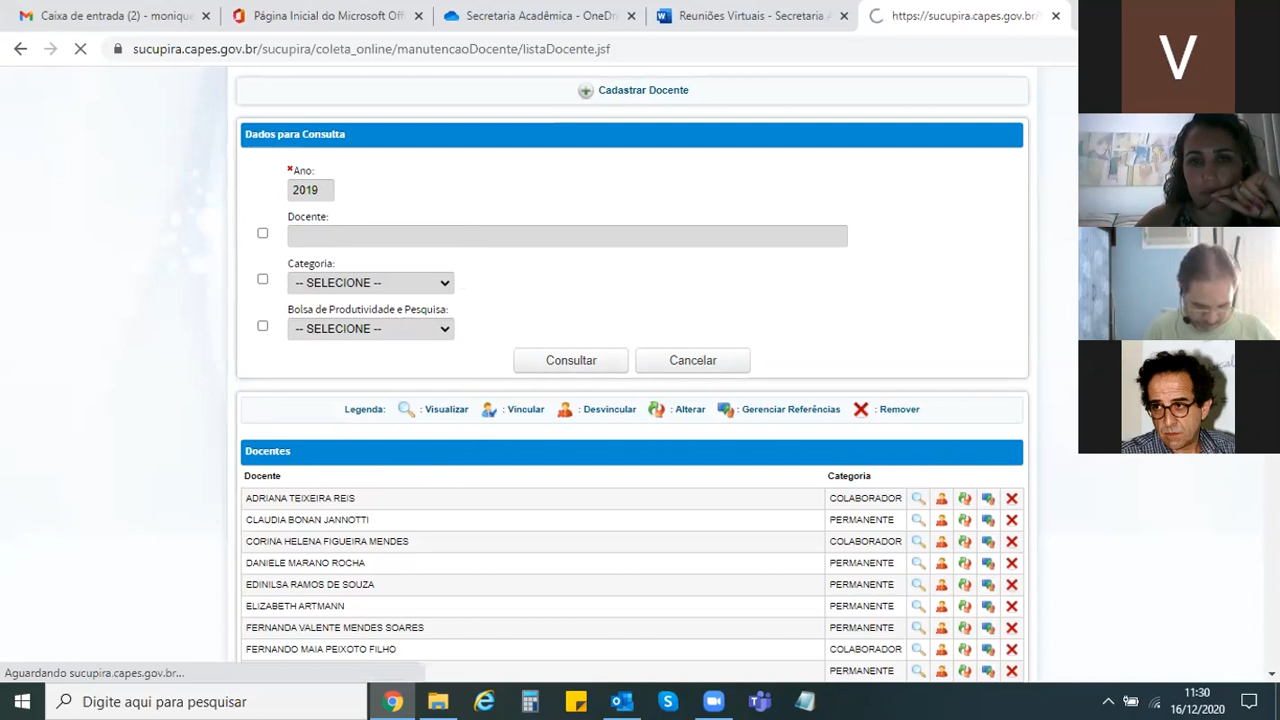 Caixa de entrada (2) - monique
Página Inicial do Microsoft Offi
Secretaria Acadêmica - OneDri
Reuniões Virtuais - Secretaria A
https://sucupira.capes.gov.br/
sucupira.capes.gov.br/sucupira/coleta_online/manutencaoDocente/listaDocente.jsf
V
Cadastrar Docente
Dados para Consulta
Ano:
2019
Docente:
Categoria:
-- SELECIONE --
Bolsa de Produtividade e Pesquisa:
-- SELECIONE --
Consultar Cancelar
Legenda: : Visualizar : Vincular : Desvincular : Alterar : Gerenciar Referências : Remover
Docentes
Docente Categoria
ADRIANA TEIXEIRA REIS COLABORADOR
CLAUDIA BONAN JANNOTTI PERMANENTE
CORINA HELENA FIGUEIRA MENDES COLABORADOR
DANIELE MARANO ROCHA PERMANENTE
EDINILSA RAMOS DE SOUZA PERMANENTE
ELIZABETH ARTMANN PERMANENTE
FERNANDA VALENTE MENDES SOARES PERMANENTE
FERNANDO MAIA PEIXOTO FILHO COLABORADOR
PERMANENTE
Aguardando sucupira.capes.gov.br...
Digite aqui para pesquisar
11:30
16/12/2020